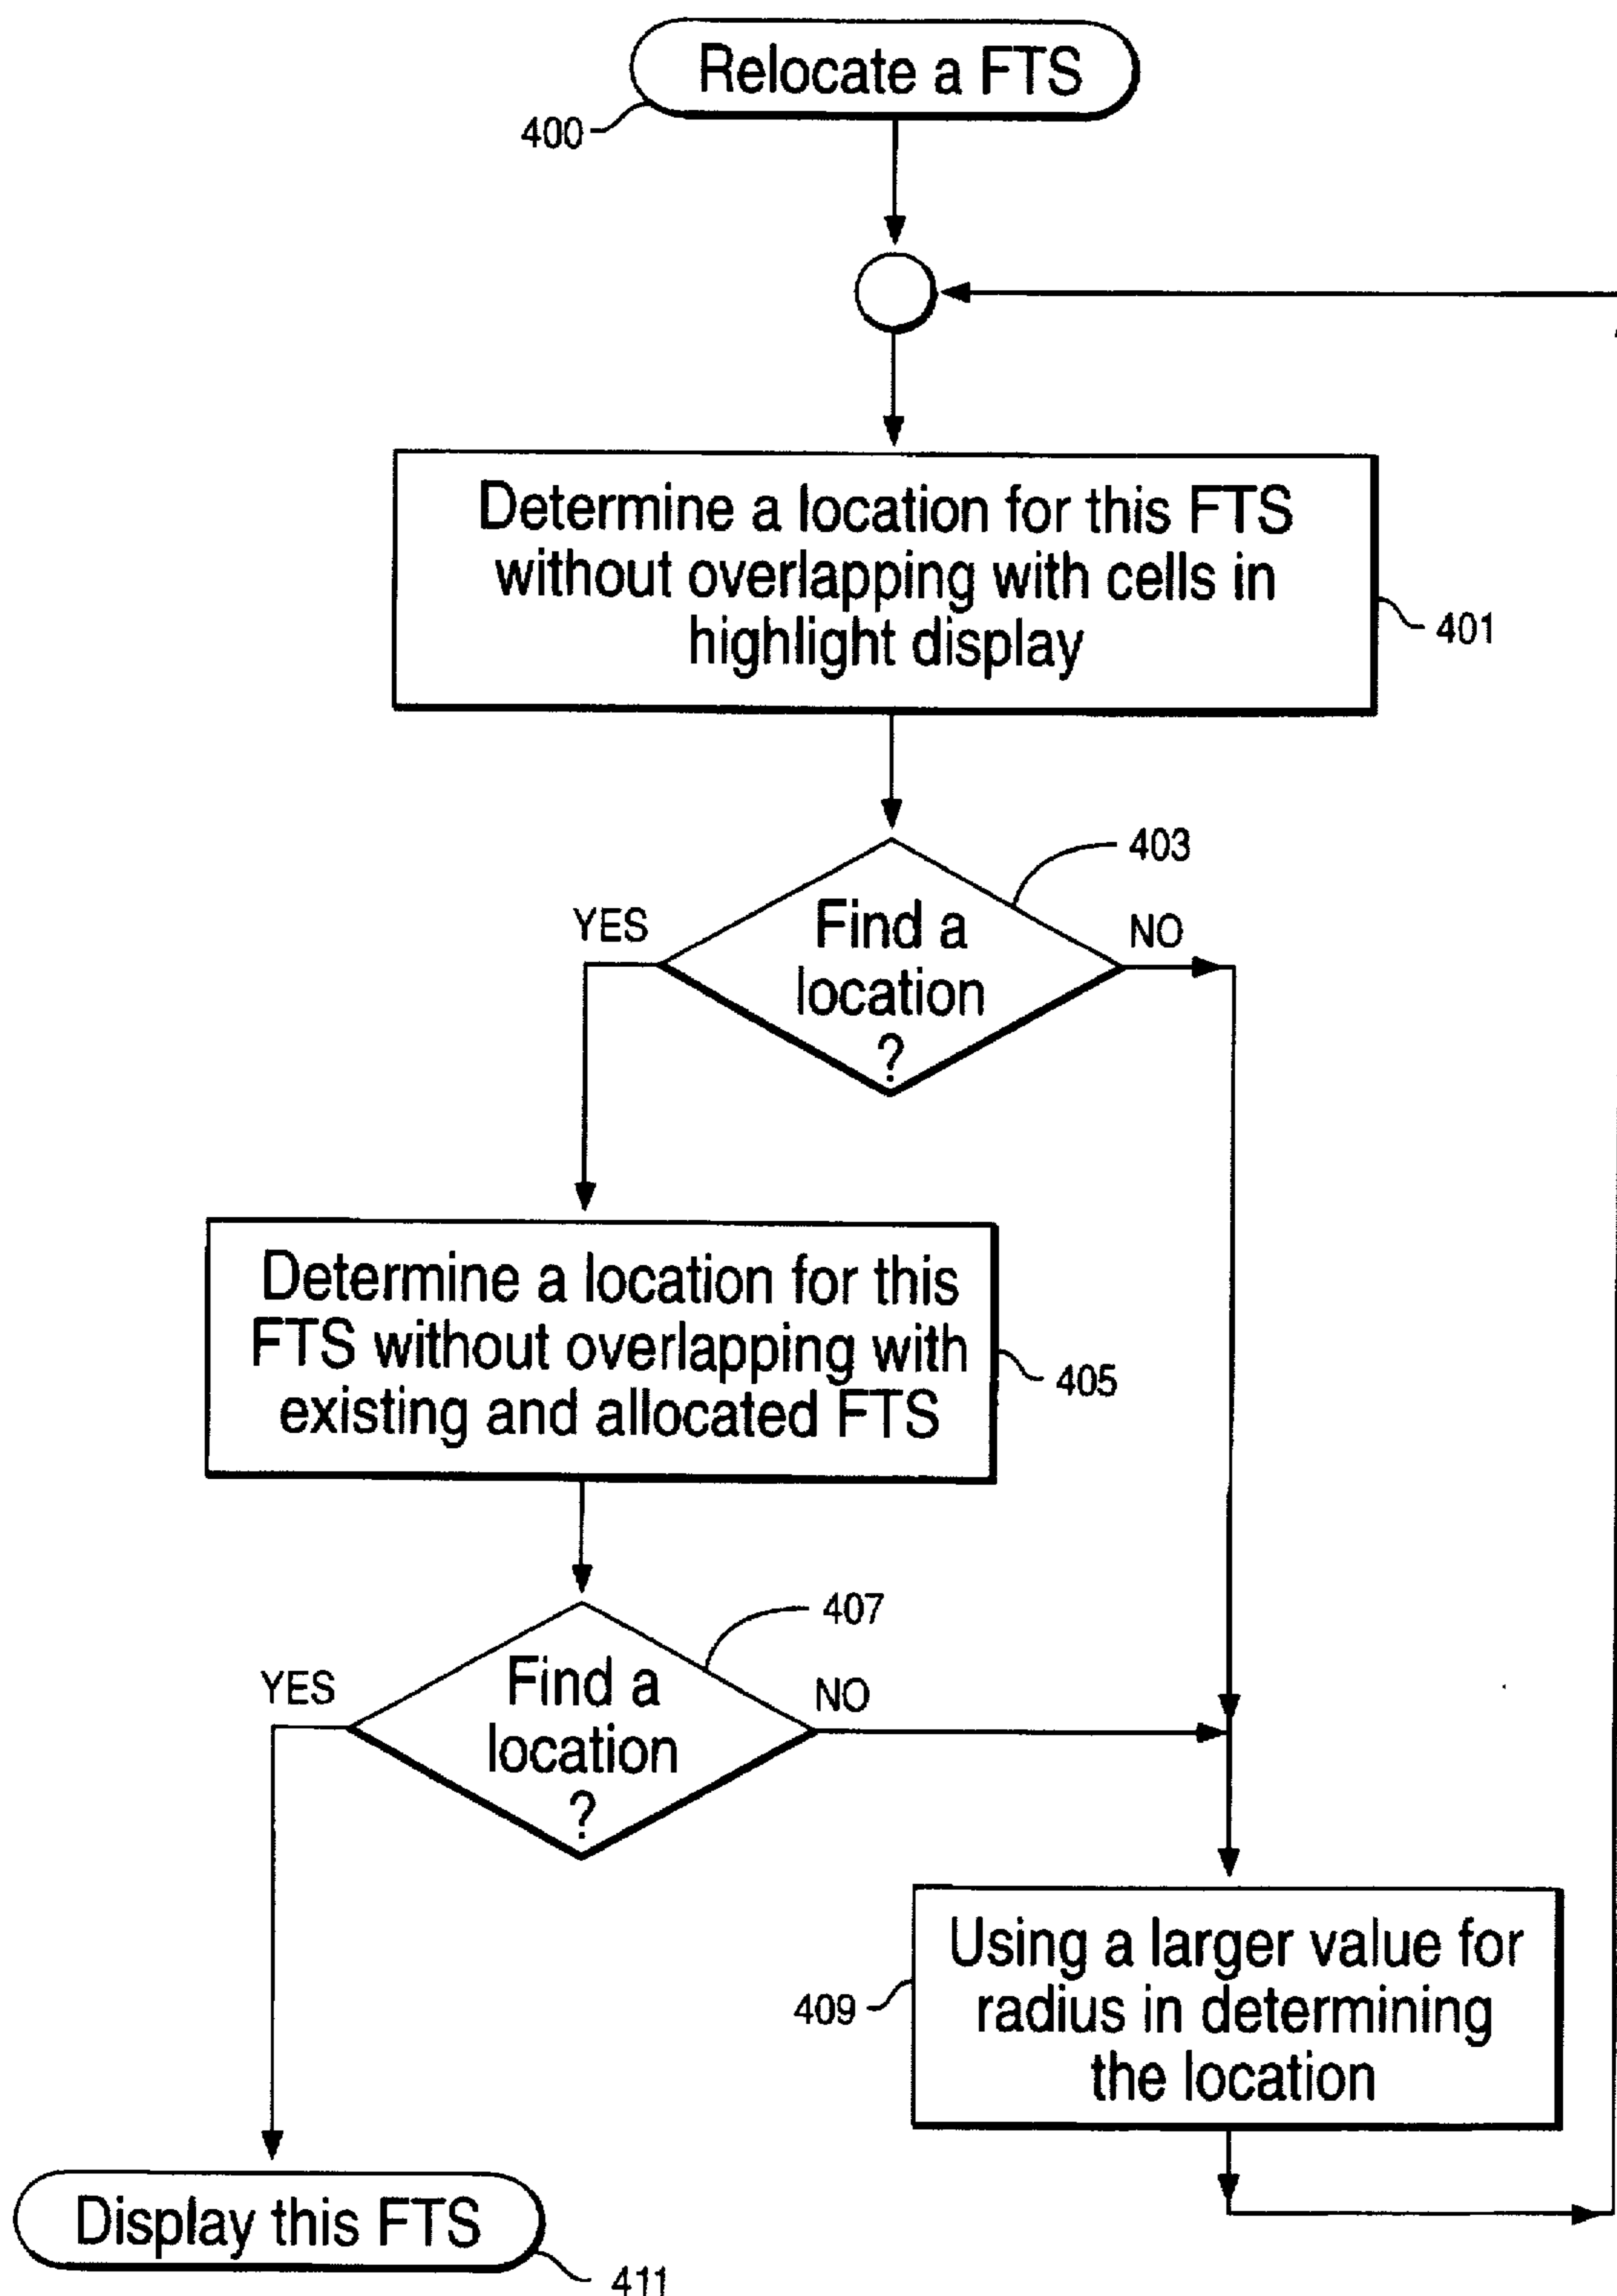 Relocate a FTS
400
Determine a location for this FTS
without overlapping with cells in
highlight display
401
403
YES
Find a
location
?
NO
Determine a location for this
FTS without overlapping with
existing and allocated FTS
405
407
YES
Find a
location
?
NO
Using a larger value for
radius in determining
the location
409
Display this FTS
411